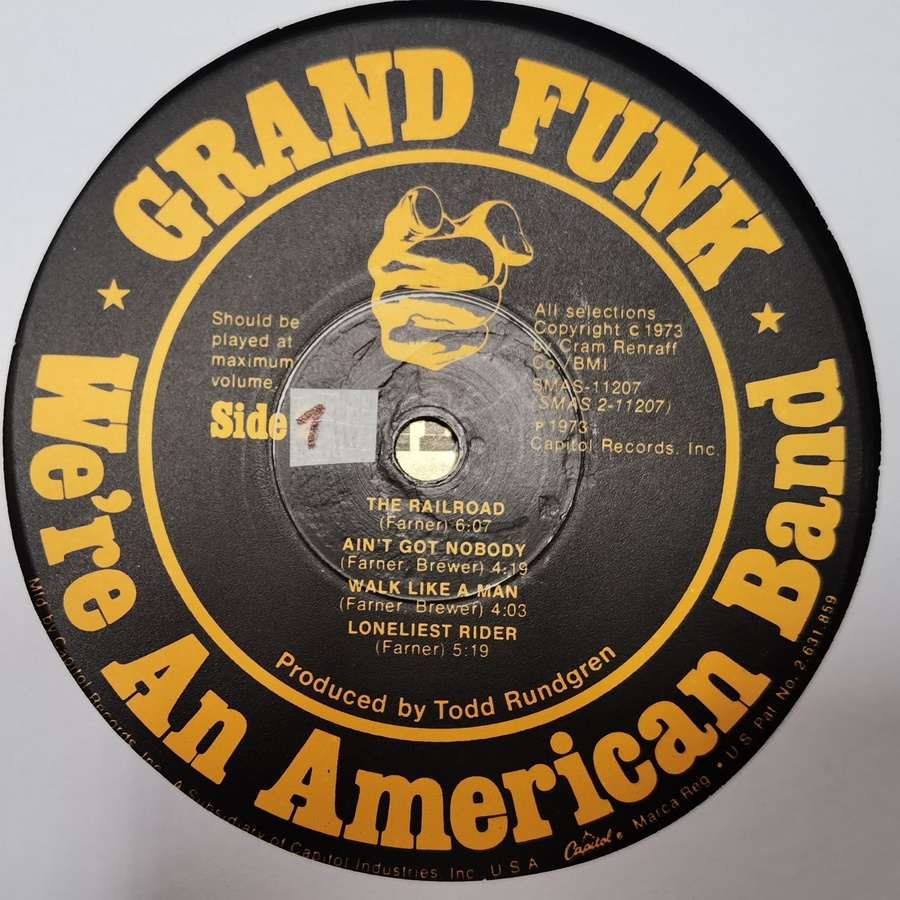 GRAND FUNK
We're An American Band
Should be
played at
maximum
volume.
Side 1
All selections
Copyright c 1973
by Cram Renraff
Co./BMI
SMAS-11207
(SMAS 2-11207)
P 1973
Capitol Records, Inc.
THE RAILROAD
(Farner) 6:07
AIN'T GOT NOBODY
(Farner, Brewer) 4:19
WALK LIKE A MAN
(Farner, Brewer) 4:03
LONELIEST RIDER
(Farner) 5:19
Produced by Todd Rundgren
Mfd by Capitol Records, Inc. A Subsidiary of Capitol Industries, Inc. U.S.A. Capitol ® Marca Reg. • U.S. Pat. No. 2,631,859